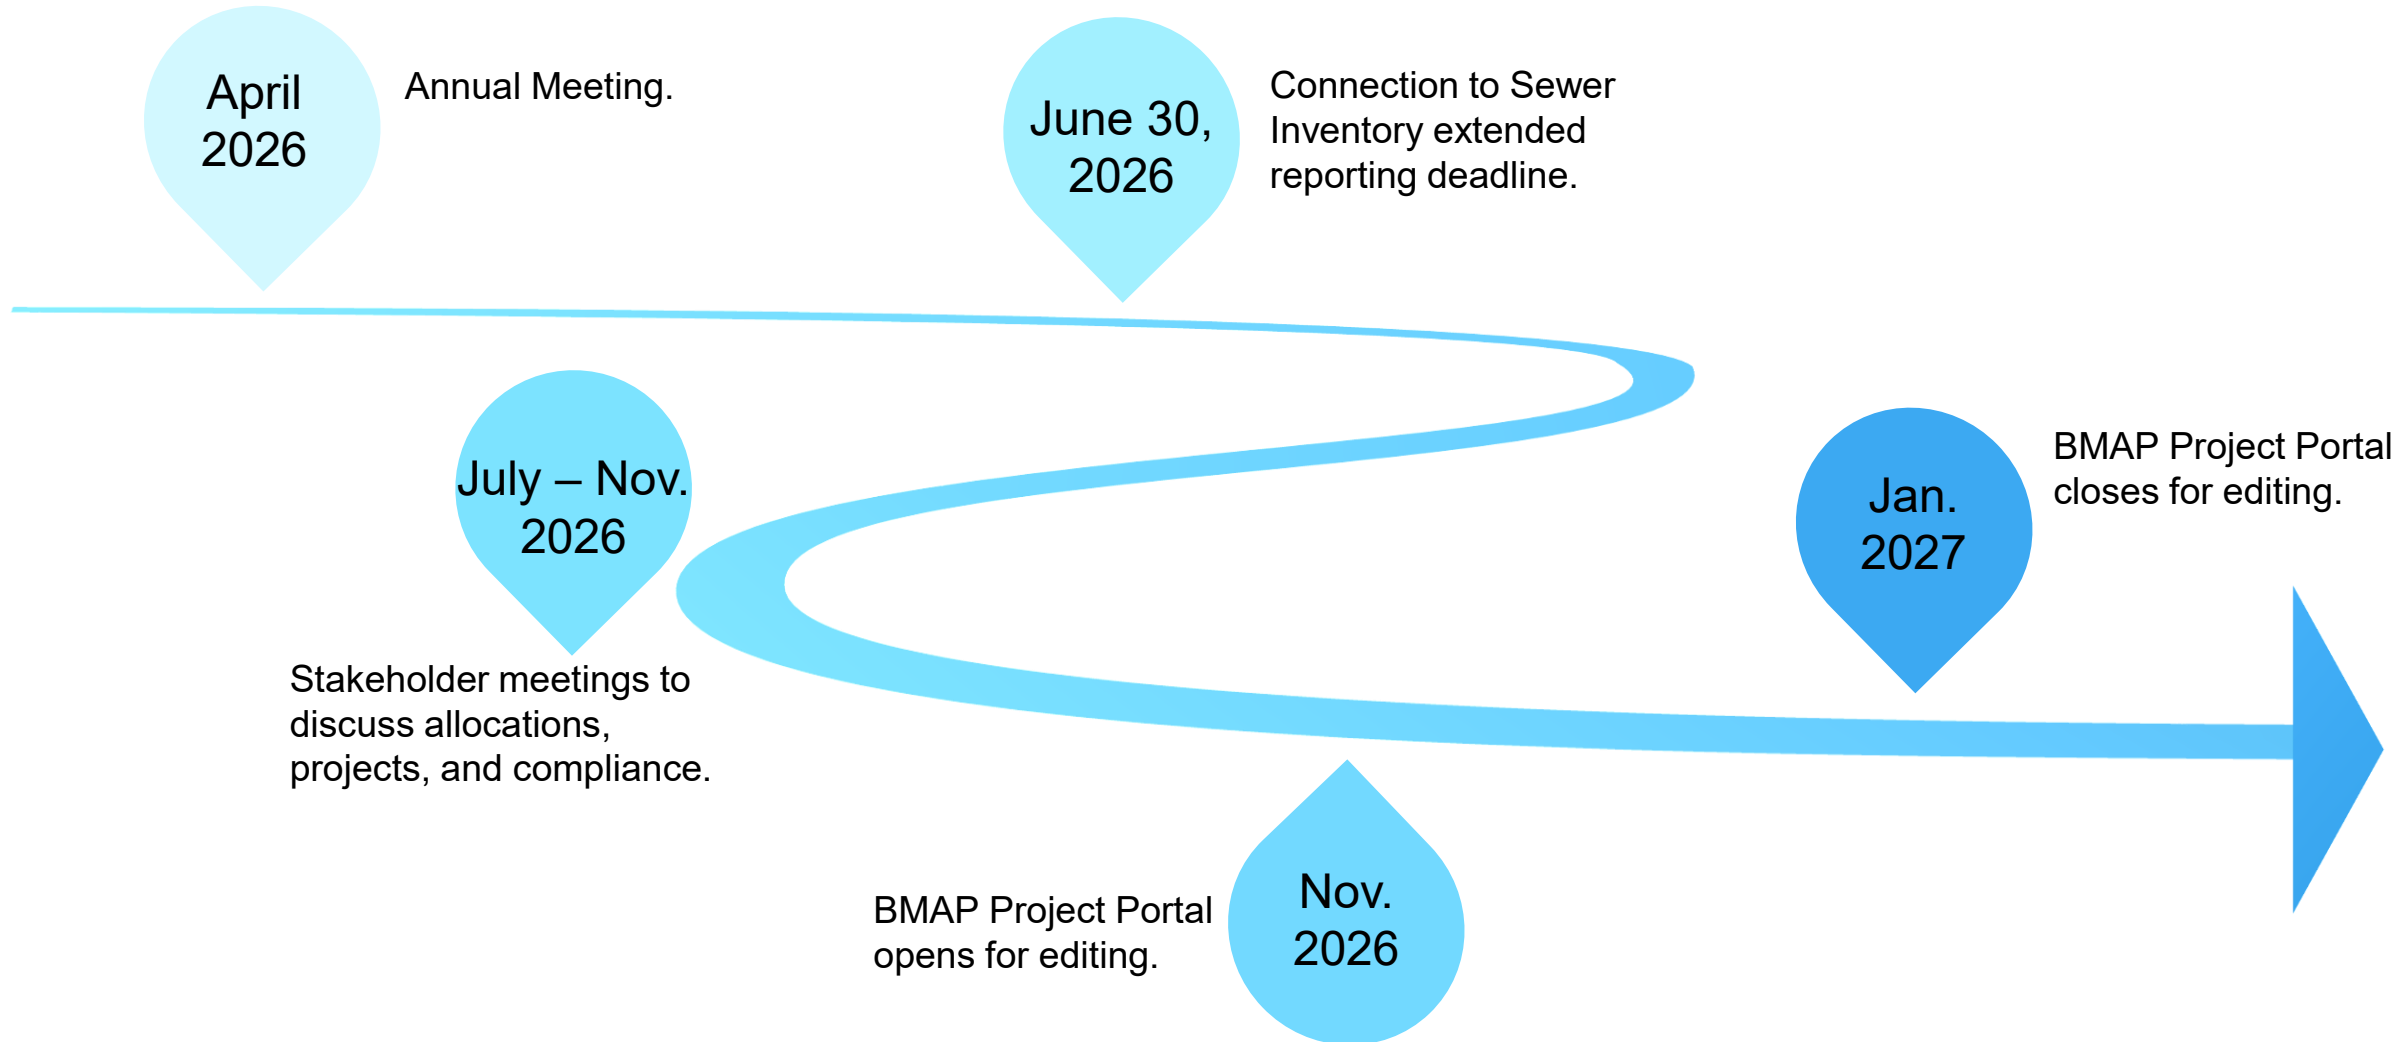 April
2026
Annual Meeting.
June 30,
2026
Connection to Sewer
Inventory extended
reporting deadline.
July – Nov.
2026
Stakeholder meetings to
discuss allocations,
projects, and compliance.
Nov.
2026
BMAP Project Portal
opens for editing.
Jan.
2027
BMAP Project Portal
closes for editing.